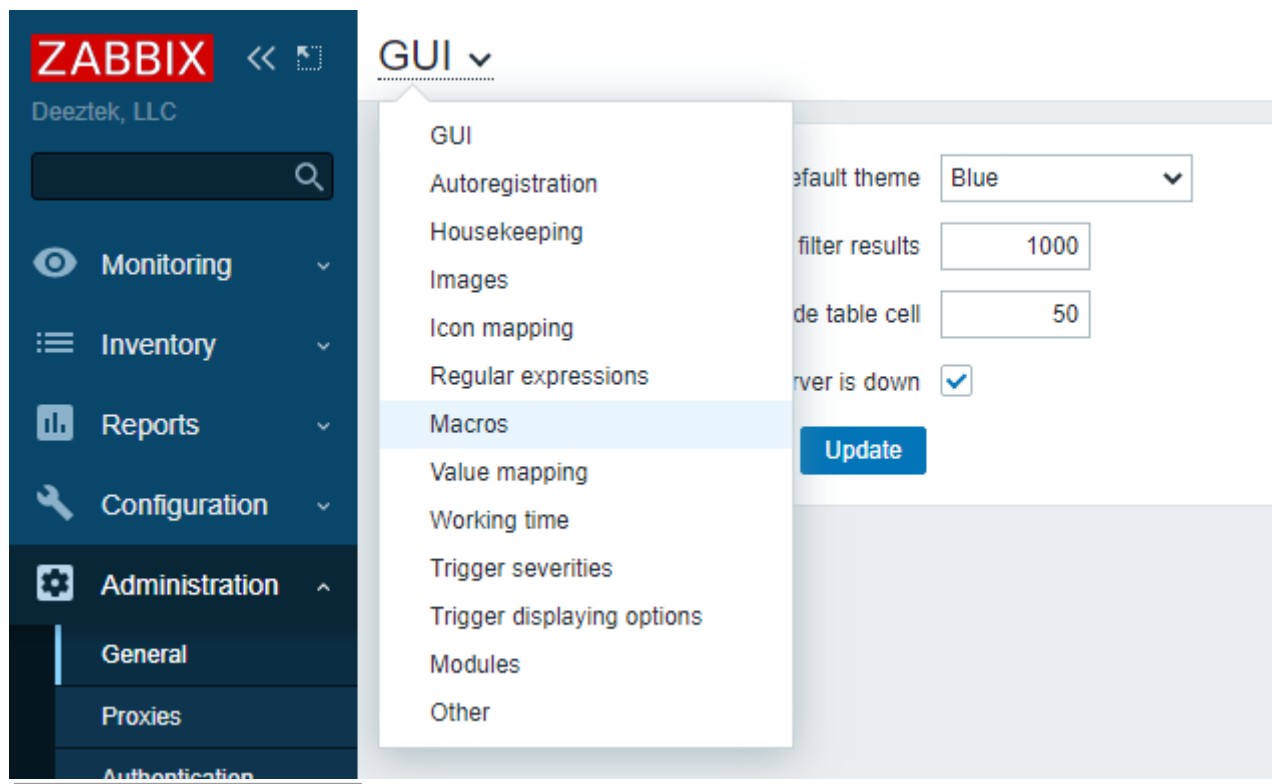 ZABBIX
Deeztek, LLC
Monitoring
Inventory
Reports
Configuration
Administration
General
Proxies
Authentication
GUI
GUI
Autoregistration
Housekeeping
Images
Icon mapping
Regular expressions
Macros
Value mapping
Working time
Trigger severities
Trigger displaying options
Modules
Other
efault theme Blue
filter results 1000
de table cell 50
rver is down
Update